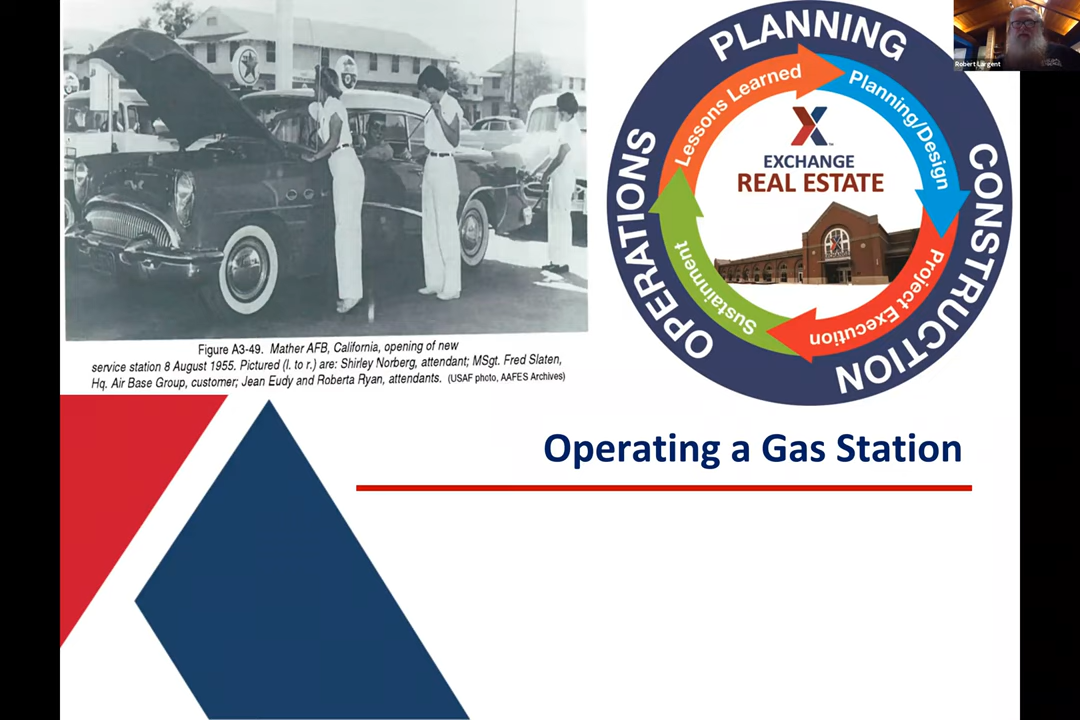 Figure A3-49. Mather AFB, California, opening of new
service station 8 August 1955. Pictured (l. to r.) are: Shirley Norberg, attendant; MSgt. Fred Slaten,
Hq. Air Base Group, customer; Jean Eudy and Roberta Ryan, attendants. (USAF photo, AAFES Archives)
PLANNING
CONSTRUCTION
OPERATIONS
Lessons Learned
Planning/Design
Project Execution
Sustainment
X
EXCHANGE
REAL ESTATE
Robert Largent
Operating a Gas Station